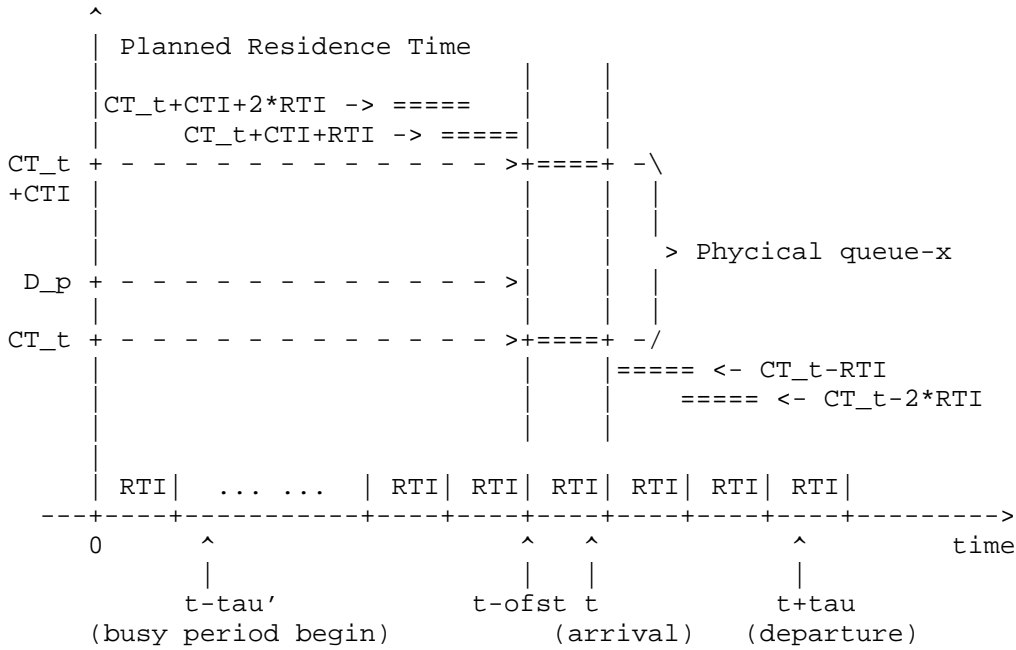 ^
| Planned Residence Time
|                          |    |
|CT_t+CTI+2*RTI -> =====   |    |
|     CT_t+CTI+RTI -> =====|    |
CT_t + - - - - - - - - - - - - - >+====+ -\
+CTI |                          |    |  |
|                          |    |  |
|                          |    |   > Phycical queue-x
D_p + - - - - - - - - - - - - - >|    |  |
|                          |    |  |
CT_t + - - - - - - - - - - - - - >+====+ -/
|                          |    |===== <- CT_t-RTI
|                          |    |    ===== <- CT_t-2*RTI
|                          |    |
|
| RTI|  ... ...  | RTI| RTI| RTI| RTI| RTI| RTI|
---+----+-----------+----+----+----+----+----+----+--------->
0      ^                   ^   ^            ^         time
|                   |   |            |
t-tau'              t-ofst t           t+tau
(busy period begin)          (arrival)  (departure)